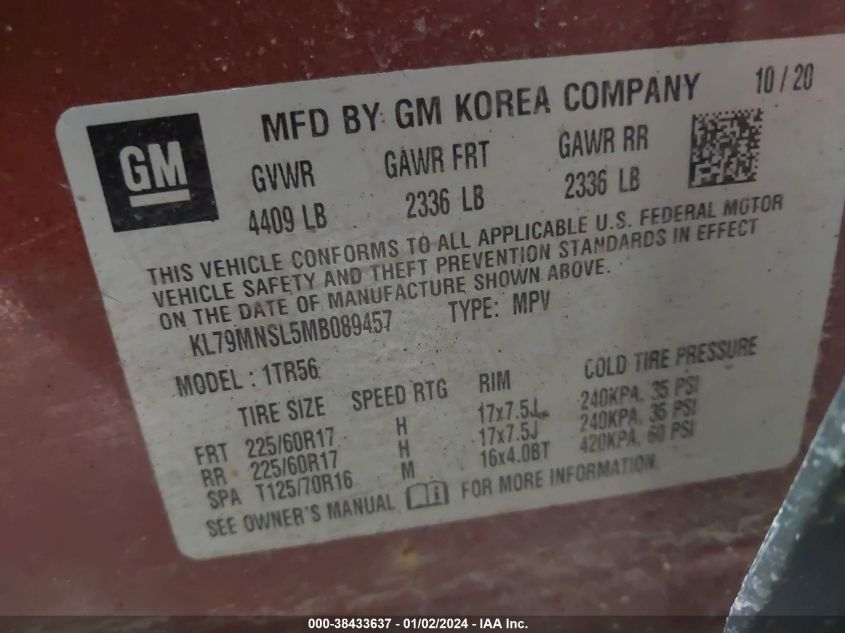 MFD BY GM KOREA COMPANY 10/20
GM
GVWR GAWR FRT GAWR RR
4409 LB 2336 LB 2336 LB
THIS VEHICLE CONFORMS TO ALL APPLICABLE U.S. FEDERAL MOTOR
VEHICLE SAFETY AND THEFT PREVENTION STANDARDS IN EFFECT
ON THE DATE OF MANUFACTURE SHOWN ABOVE.
KL79MNSL5MB089457 TYPE: MPV
MODEL : 1TR56
TIRE SIZE SPEED RTG RIM COLD TIRE PRESSURE
FRT 225/60R17 H 17x7.5J 240KPA, 35 PSI
RR 225/60R17 H 17x7.5J 240KPA, 35 PSI
SPA T125/70R16 M 16x4.0BT 420KPA, 60 PSI
SEE OWNER'S MANUAL FOR MORE INFORMATION.
000-38433637 - 01/02/2024 - IAA Inc.